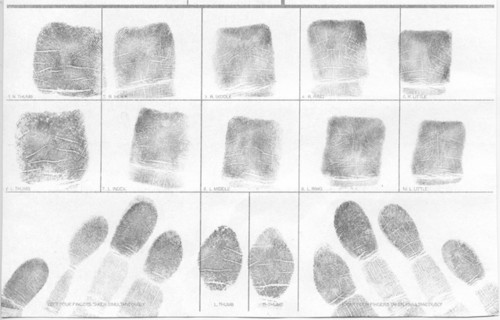 1. R. THUMB
2. R. INDEX
3. R. MIDDLE
4. R. RING
5. R. LITTLE
6. L. THUMB
7. L. INDEX
8. L. MIDDLE
9. L. RING
10. L. LITTLE
LEFT FOUR FINGERS TAKEN SIMULTANEOUSLY
L. THUMB
R. THUMB
RIGHT FOUR FINGERS TAKEN SIMULTANEOUSLY